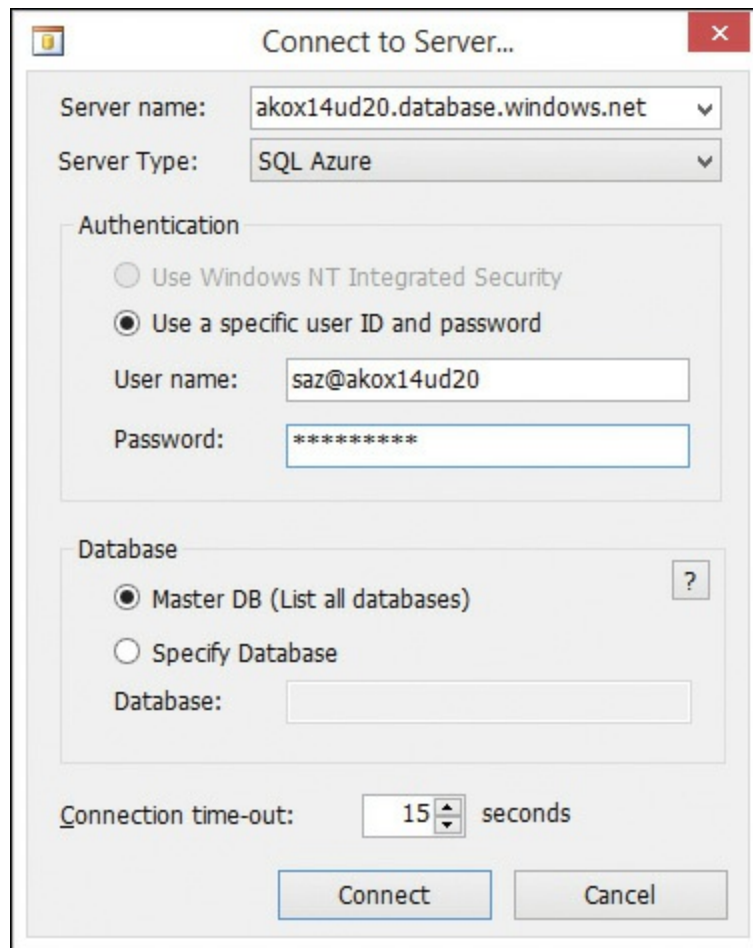 Connect to Server...
Server name: akox14ud20.database.windows.net
Server Type: SQL Azure
Authentication
Use Windows NT Integrated Security
Use a specific user ID and password
User name: saz@akox14ud20
Password: *********
Database
?
Master DB (List all databases)
Specify Database
Database:
Connection time-out: 15 seconds
Connect Cancel